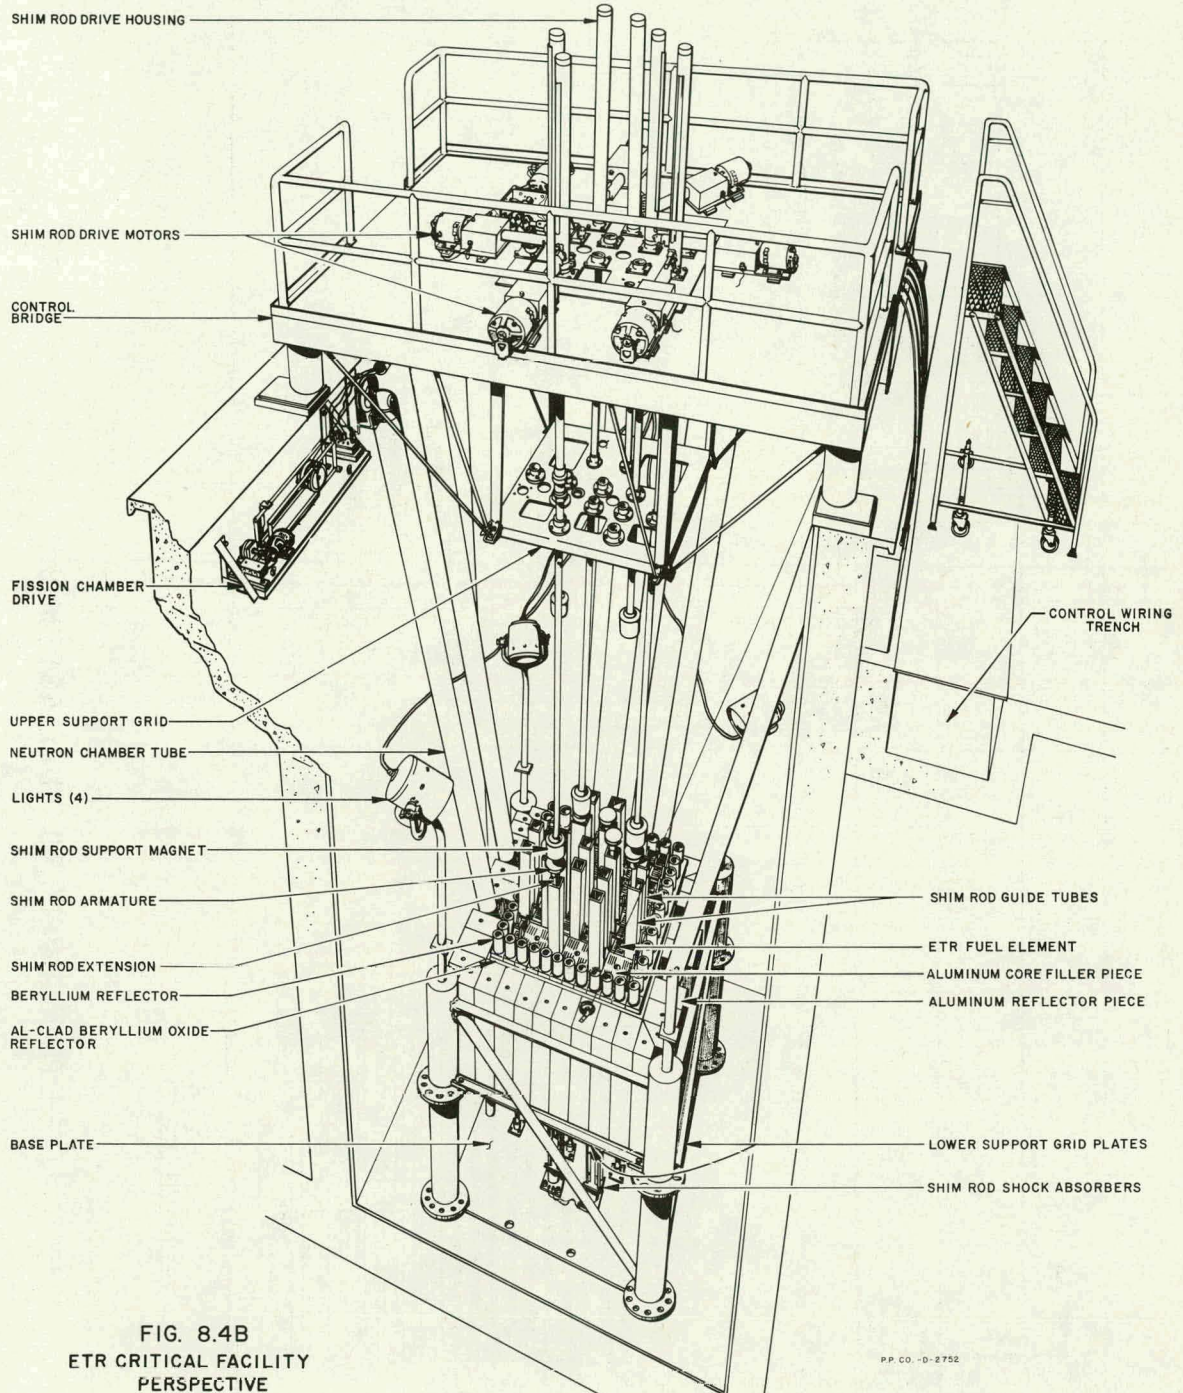 SHIM ROD DRIVE HOUSING
SHIM ROD DRIVE MOTORS
CONTROL
BRIDGE
FISSION CHAMBER
DRIVE
CONTROL WIRING
TRENCH
UPPER SUPPORT GRID
NEUTRON CHAMBER TUBE
LIGHTS (4)
SHIM ROD SUPPORT MAGNET
SHIM ROD ARMATURE
SHIM ROD EXTENSION
BERYLLIUM REFLECTOR
AL-CLAD BERYLLIUM OXIDE
REFLECTOR
BASE PLATE
SHIM ROD GUIDE TUBES
ETR FUEL ELEMENT
ALUMINUM CORE FILLER PIECE
ALUMINUM REFLECTOR PIECE
LOWER SUPPORT GRID PLATES
SHIM ROD SHOCK ABSORBERS
FIG. 8.4B
ETR CRITICAL FACILITY
PERSPECTIVE
P.P. CO. -D-2752